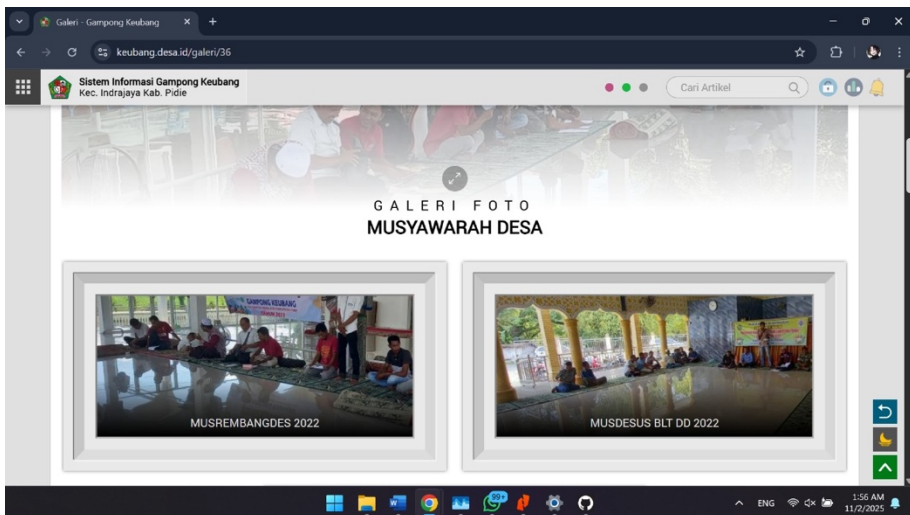 Galeri - Gampong Keubang
keubang.desa.id/galeri/36
Sistem Informasi Gampong Keubang
Kec. Indrajaya Kab. Pidie
Cari Artikel
GALERI FOTO
MUSYAWARAH DESA
GAMPONG KEUBANG
MUSREMBANGDES 2022
MUSDESUS BLT DD 2022
99+
ENG
1:56 AM
11/2/2025